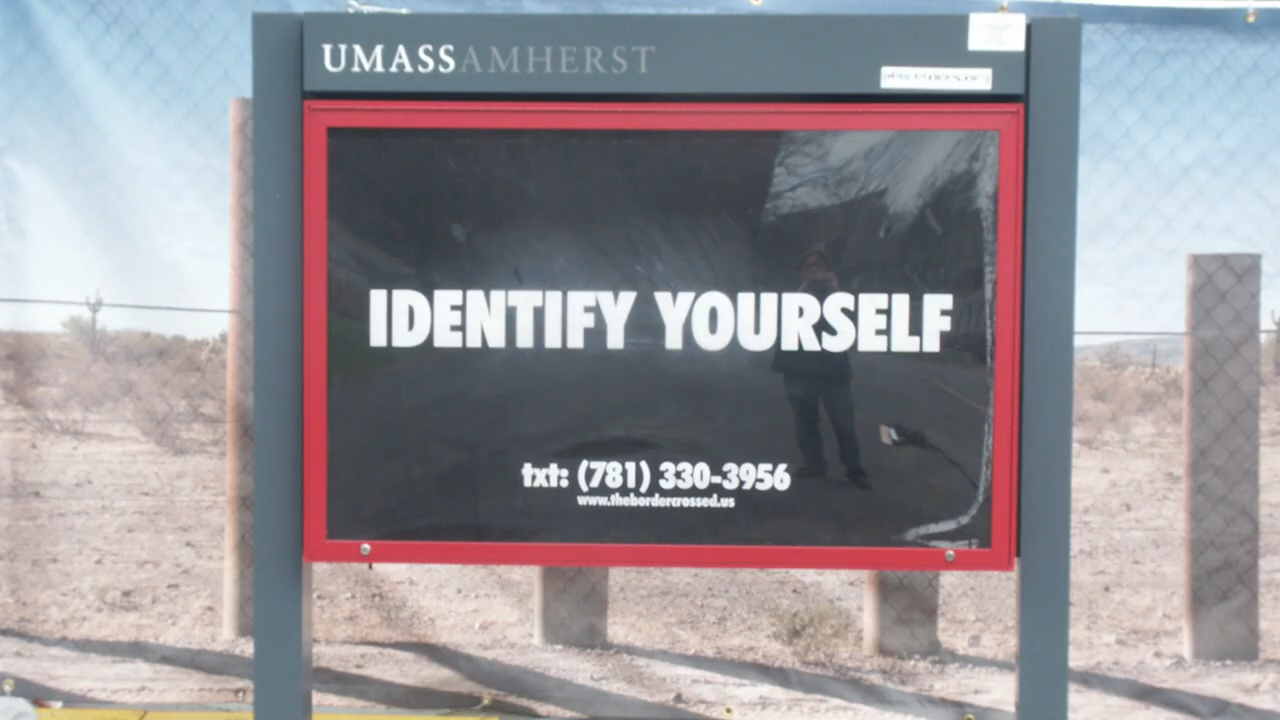 UMASSAMHERST
IDENTIFY YOURSELF
txt: (781) 330-3956
www.thebordercrossed.us